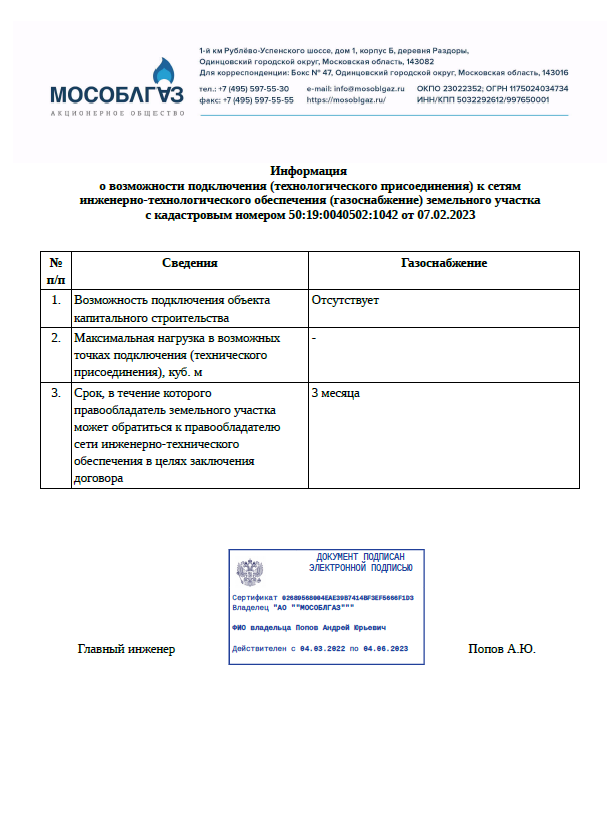 МОСОБЛГАЗ
АКЦИОНЕРНОЕ ОБЩЕСТВО
1-й км Рублёво-Успенского шоссе, дом 1, корпус Б, деревня Раздоры,
Одинцовский городской округ, Московская область, 143082
Для корреспонденции: Бокс № 47, Одинцовский городской округ, Московская область, 143016
тел.: +7 (495) 597-55-30 e-mail: info@mosoblgaz.ru ОКПО 23022352; ОГРН 1175024034734
факс: +7 (495) 597-55-55 https://mosoblgaz.ru/ ИНН/КПП 5032292612/997650001
Информация
о возможности подключения (технологического присоединения) к сетям
инженерно-технологического обеспечения (газоснабжение) земельного участка
с кадастровым номером 50:19:0040502:1042 от 07.02.2023
№ п/п Сведения Газоснабжение
1. Возможность подключения объекта Отсутствует
капитального строительства
2. Максимальная нагрузка в возможных -
точках подключения (технического
присоединения), куб. м
3. Срок, в течение которого 3 месяца
правообладатель земельного участка
может обратиться к правообладателю
сети инженерно-технического
обеспечения в целях заключения
договора
ДОКУМЕНТ ПОДПИСАН
ЭЛЕКТРОННОЙ ПОДПИСЬЮ
Сертификат 02689568004EAE39B7414BF3EF5666F1D3
Владелец "АО ""МОСОБЛГАЗ"""
ФИО владельца Попов Андрей Юрьевич
Действителен с 04.03.2022 по 04.06.2023
Главный инженер Попов А.Ю.